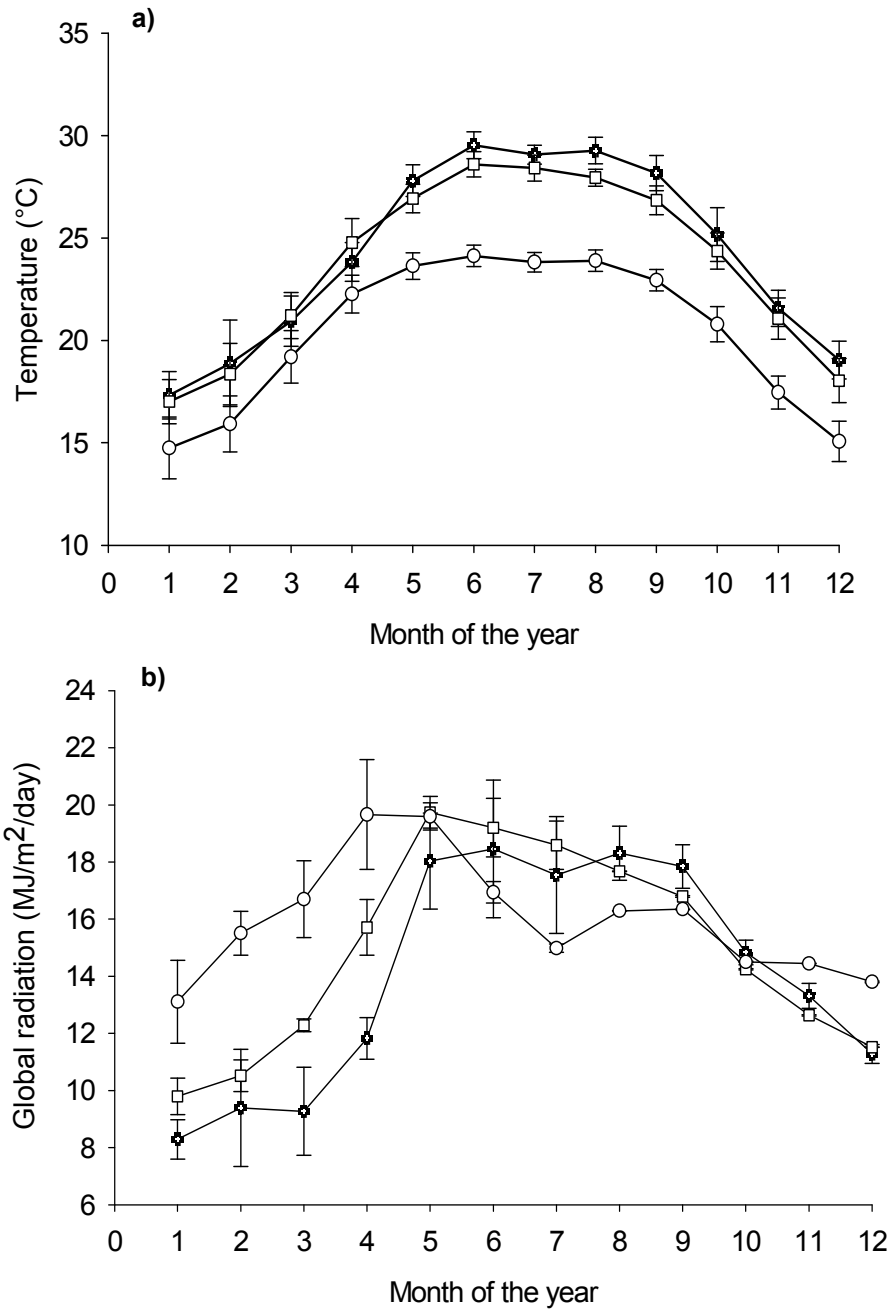 a)
35
30
25
20
15
10
Temperature (°C)
0 1 2 3 4 5 6 7 8 9 10 11 12
Month of the year
b)
24
22
20
18
16
14
12
10
8
6
Global radiation (MJ/m²/day)
0 1 2 3 4 5 6 7 8 9 10 11 12
Month of the year